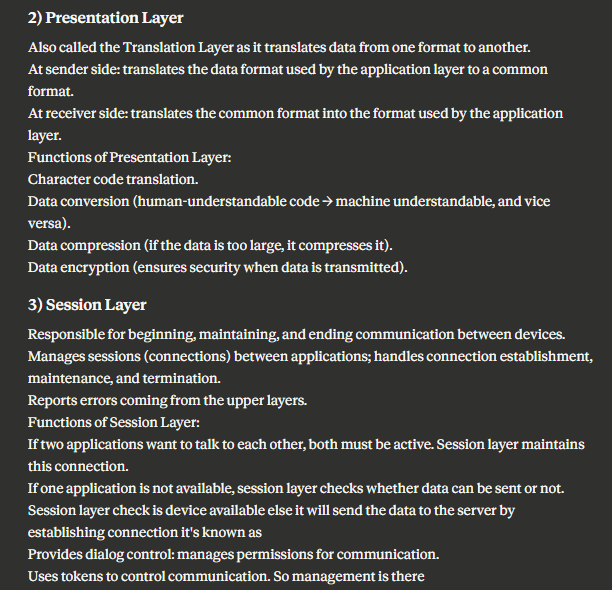 2) Presentation Layer
Also called the Translation Layer as it translates data from one format to another.
At sender side: translates the data format used by the application layer to a common
format.
At receiver side: translates the common format into the format used by the application
layer.
Functions of Presentation Layer:
Character code translation.
Data conversion (human-understandable code → machine understandable, and vice
versa).
Data compression (if the data is too large, it compresses it).
Data encryption (ensures security when data is transmitted).
3) Session Layer
Responsible for beginning, maintaining, and ending communication between devices.
Manages sessions (connections) between applications; handles connection establishment,
maintenance, and termination.
Reports errors coming from the upper layers.
Functions of Session Layer:
If two applications want to talk to each other, both must be active. Session layer maintains
this connection.
If one application is not available, session layer checks whether data can be sent or not.
Session layer check is device available else it will send the data to the server by
establishing connection it's known as
Provides dialog control: manages permissions for communication.
Uses tokens to control communication. So management is there